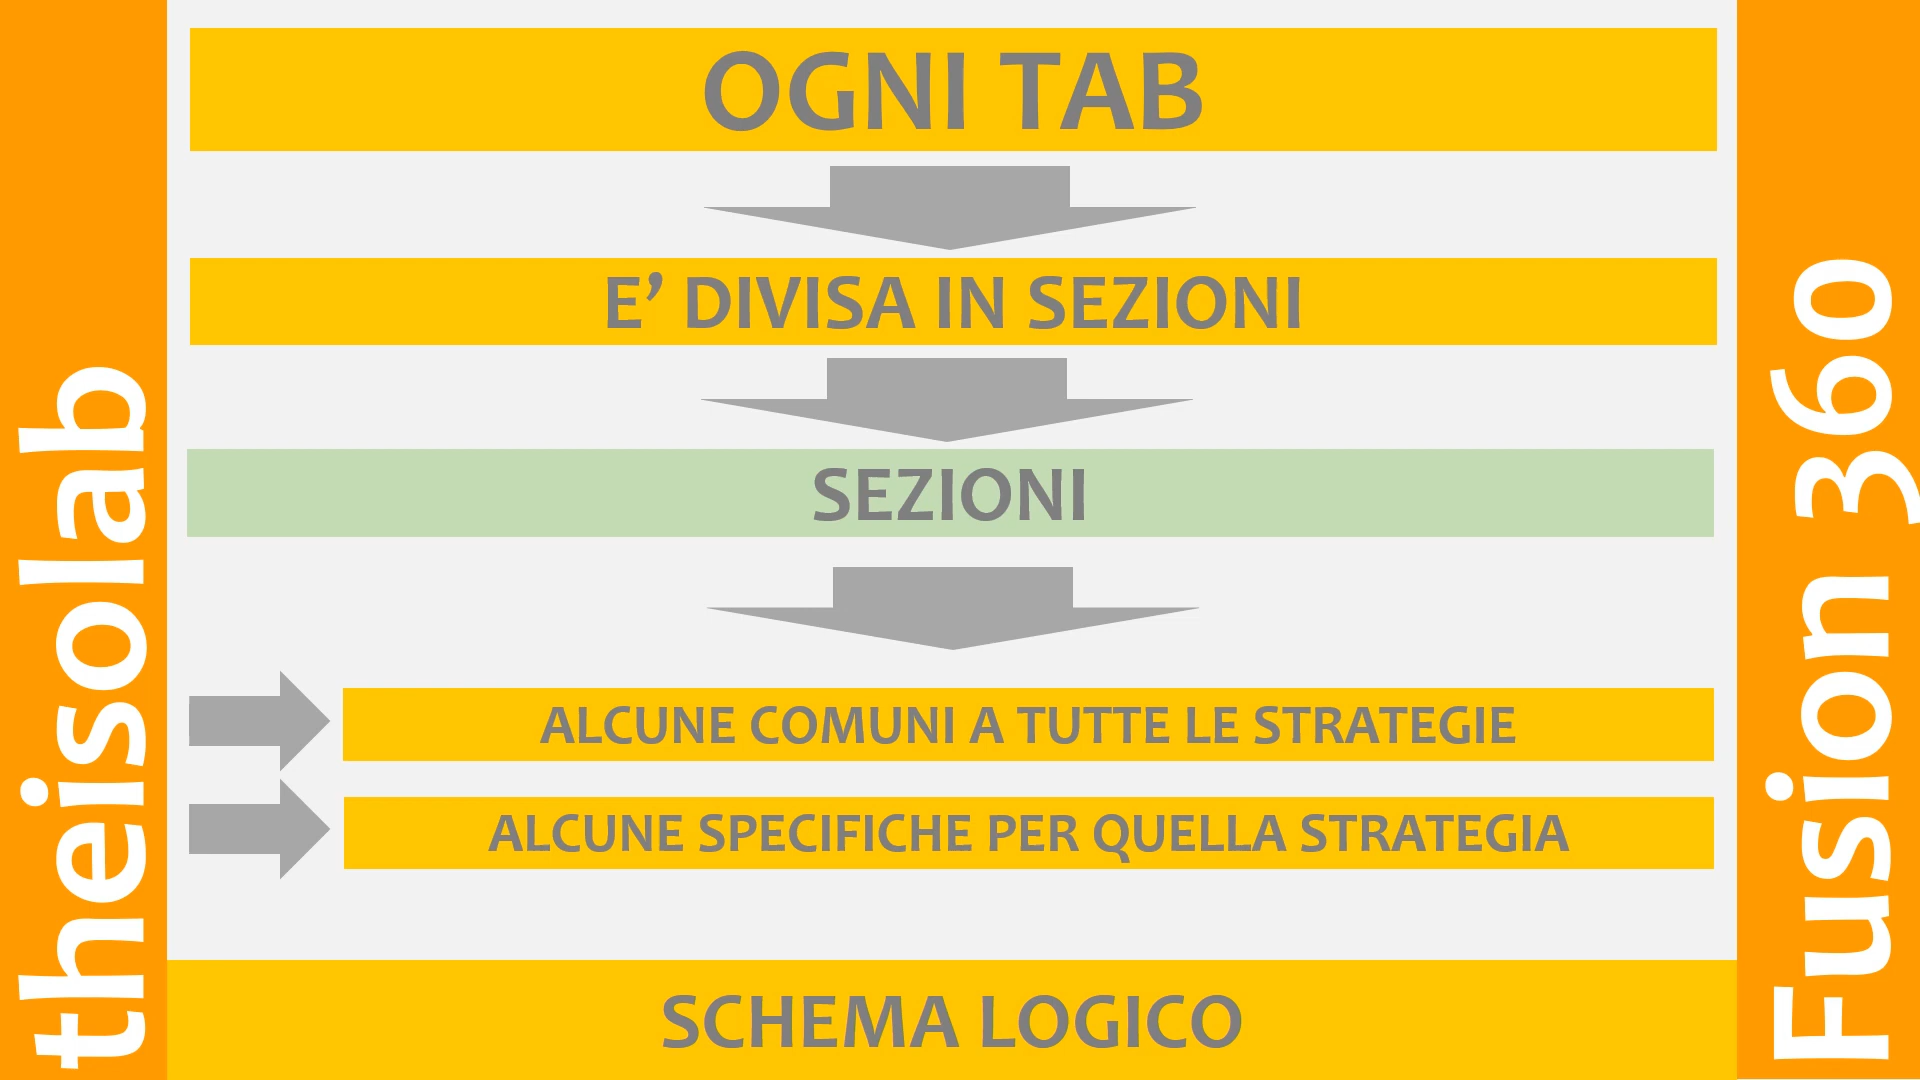 OGNI TAB
E’ DIVISA IN SEZIONI
SEZIONI
ALCUNE COMUNI A TUTTE LE STRATEGIE
ALCUNE SPECIFICHE PER QUELLA STRATEGIA
SCHEMA LOGICO
theisolab
Fusion 360